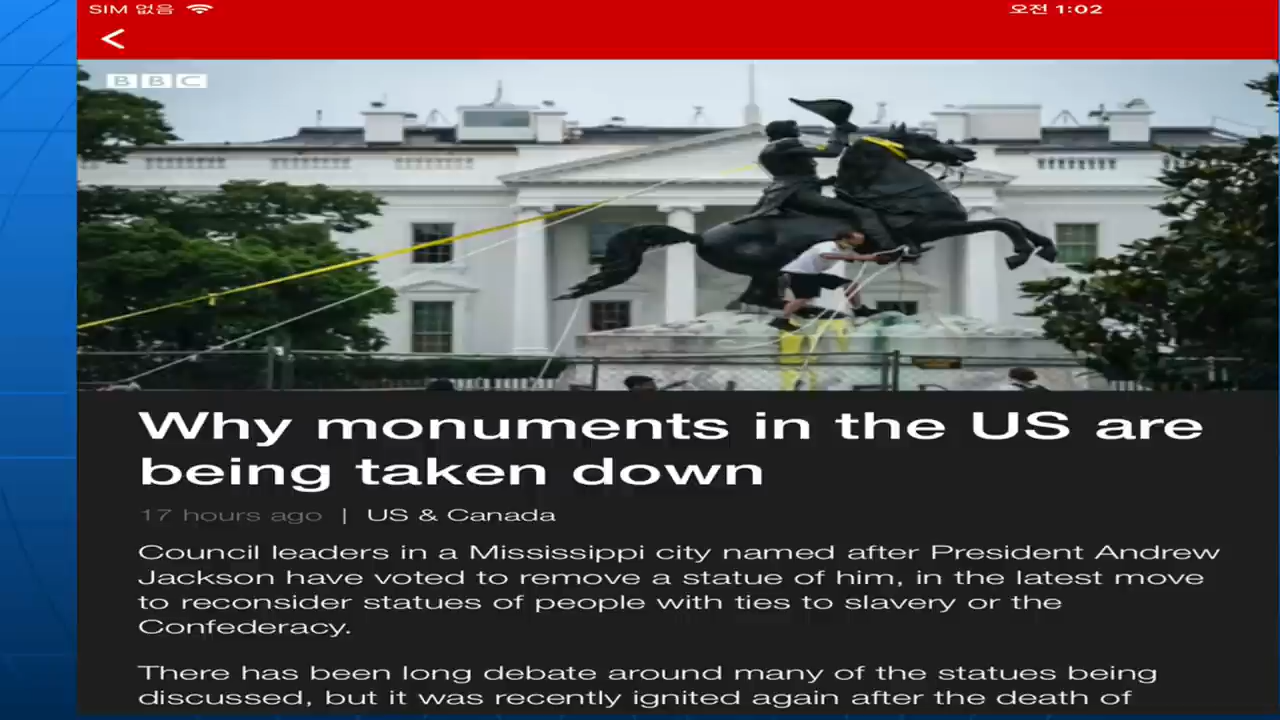 SIM 없음
오전 1:02
BBC
Why monuments in the US are
being taken down
17 hours ago | US & Canada
Council leaders in a Mississippi city named after President Andrew
Jackson have voted to remove a statue of him, in the latest move
to reconsider statues of people with ties to slavery or the
Confederacy.
There has been long debate around many of the statues being
discussed, but it was recently ignited again after the death of